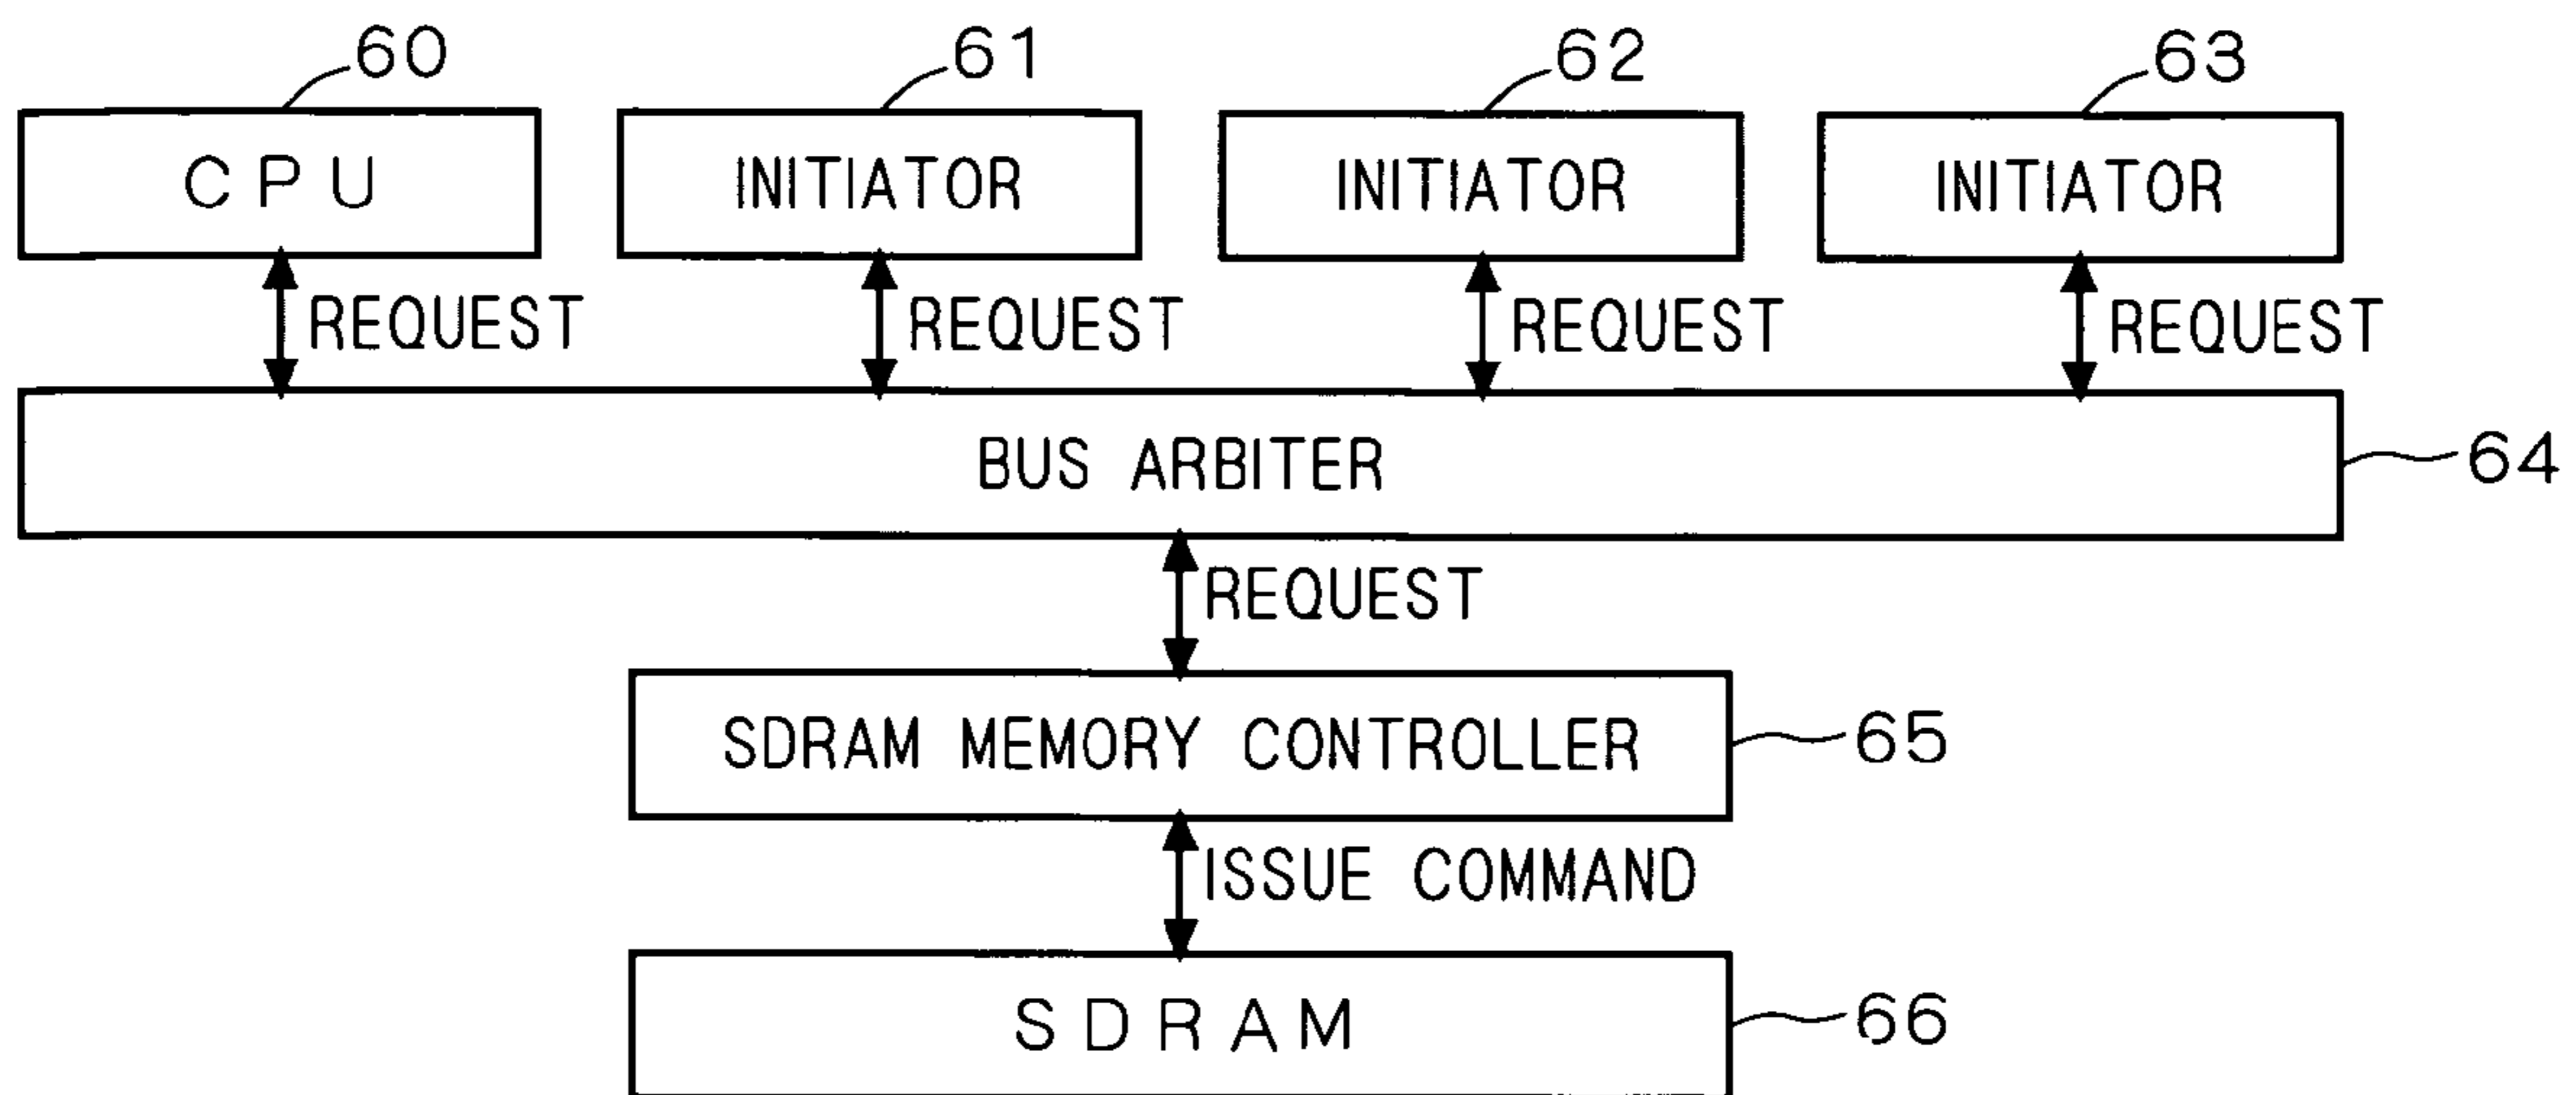 60 61 62 63
CPU INITIATOR INITIATOR INITIATOR
REQUEST REQUEST REQUEST REQUEST
BUS ARBITER 64
REQUEST
SDRAM MEMORY CONTROLLER 65
ISSUE COMMAND
SDRAM 66